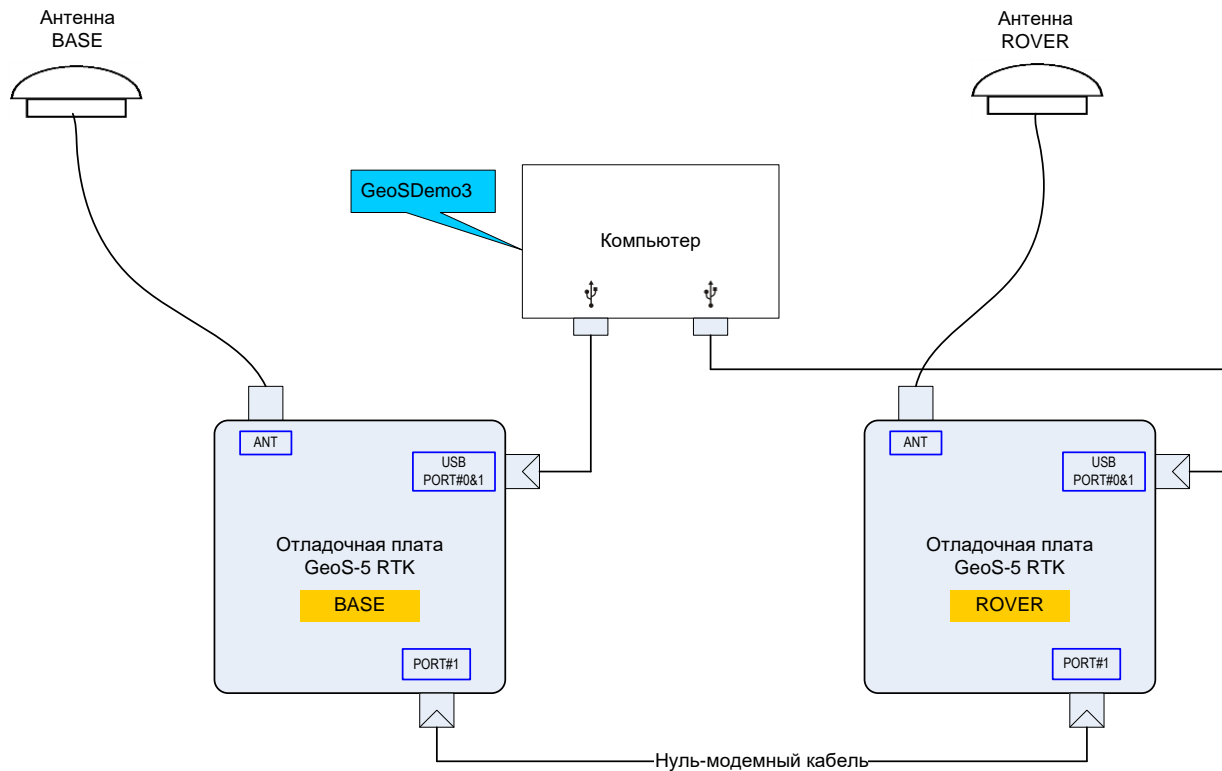 Антенна
BASE
Антенна
ROVER
GeoSDemo3
Компьютер
ANT
USB
PORT#0&1
Отладочная плата
GeoS-5 RTK
BASE
PORT#1
ANT
USB
PORT#0&1
Отладочная плата
GeoS-5 RTK
ROVER
PORT#1
Нуль-модемный кабель